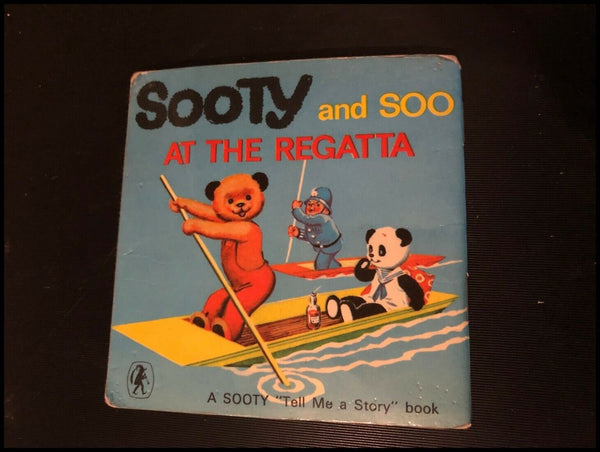 SOOTY and SOO
AT THE REGATTA
A SOOTY "Tell Me a Story" book